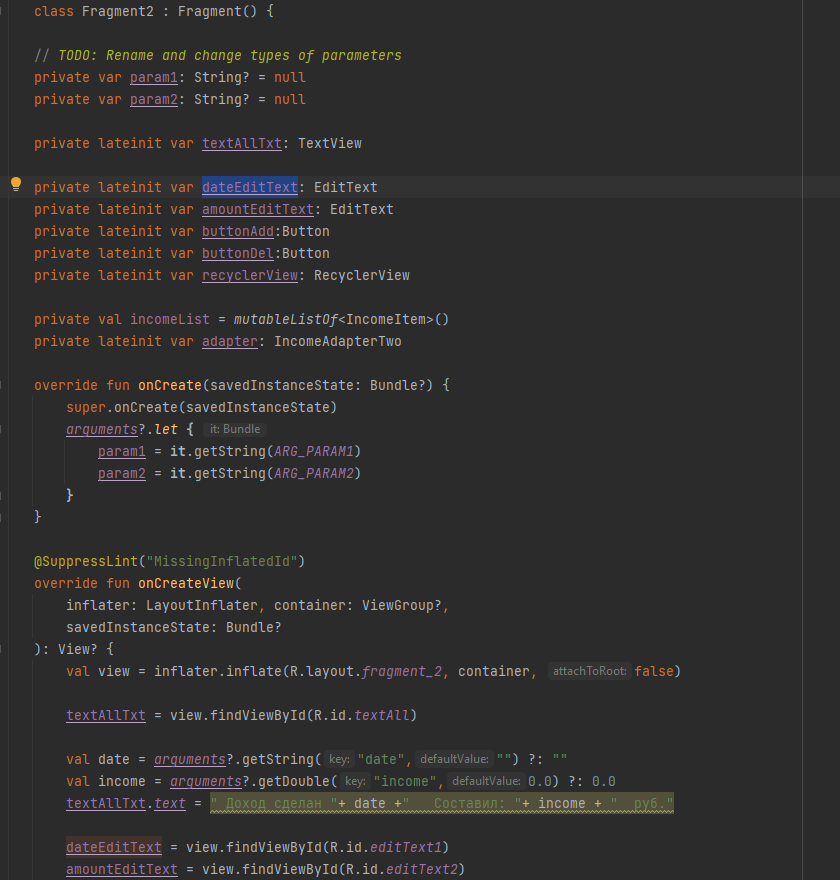 class Fragment2 : Fragment() {
// TODO: Rename and change types of parameters
private var param1: String? = null
private var param2: String? = null
private lateinit var textAllTxt: TextView
private lateinit var dateEditText: EditText
private lateinit var amountEditText: EditText
private lateinit var buttonAdd:Button
private lateinit var buttonDel:Button
private lateinit var recyclerView: RecyclerView
private val incomeList = mutableListOf<IncomeItem>()
private lateinit var adapter: IncomeAdapterTwo
override fun onCreate(savedInstanceState: Bundle?) {
super.onCreate(savedInstanceState)
arguments?.let { it: Bundle
param1 = it.getString(ARG_PARAM1)
param2 = it.getString(ARG_PARAM2)
}
}
@SuppressLint("MissingInflatedId")
override fun onCreateView(
inflater: LayoutInflater, container: ViewGroup?,
savedInstanceState: Bundle?
): View? {
val view = inflater.inflate(R.layout.fragment_2, container, attachToRoot: false)
textAllTxt = view.findViewById(R.id.textAll)
val date = arguments?.getString( key: "date", defaultValue: "") ?: ""
val income = arguments?.getDouble( key: "income", defaultValue: 0.0) ?: 0.0
textAllTxt.text = " Доход сделан "+ date +"   Составил: "+ income + "  руб."
dateEditText = view.findViewById(R.id.editText1)
amountEditText = view.findViewById(R.id.editText2)